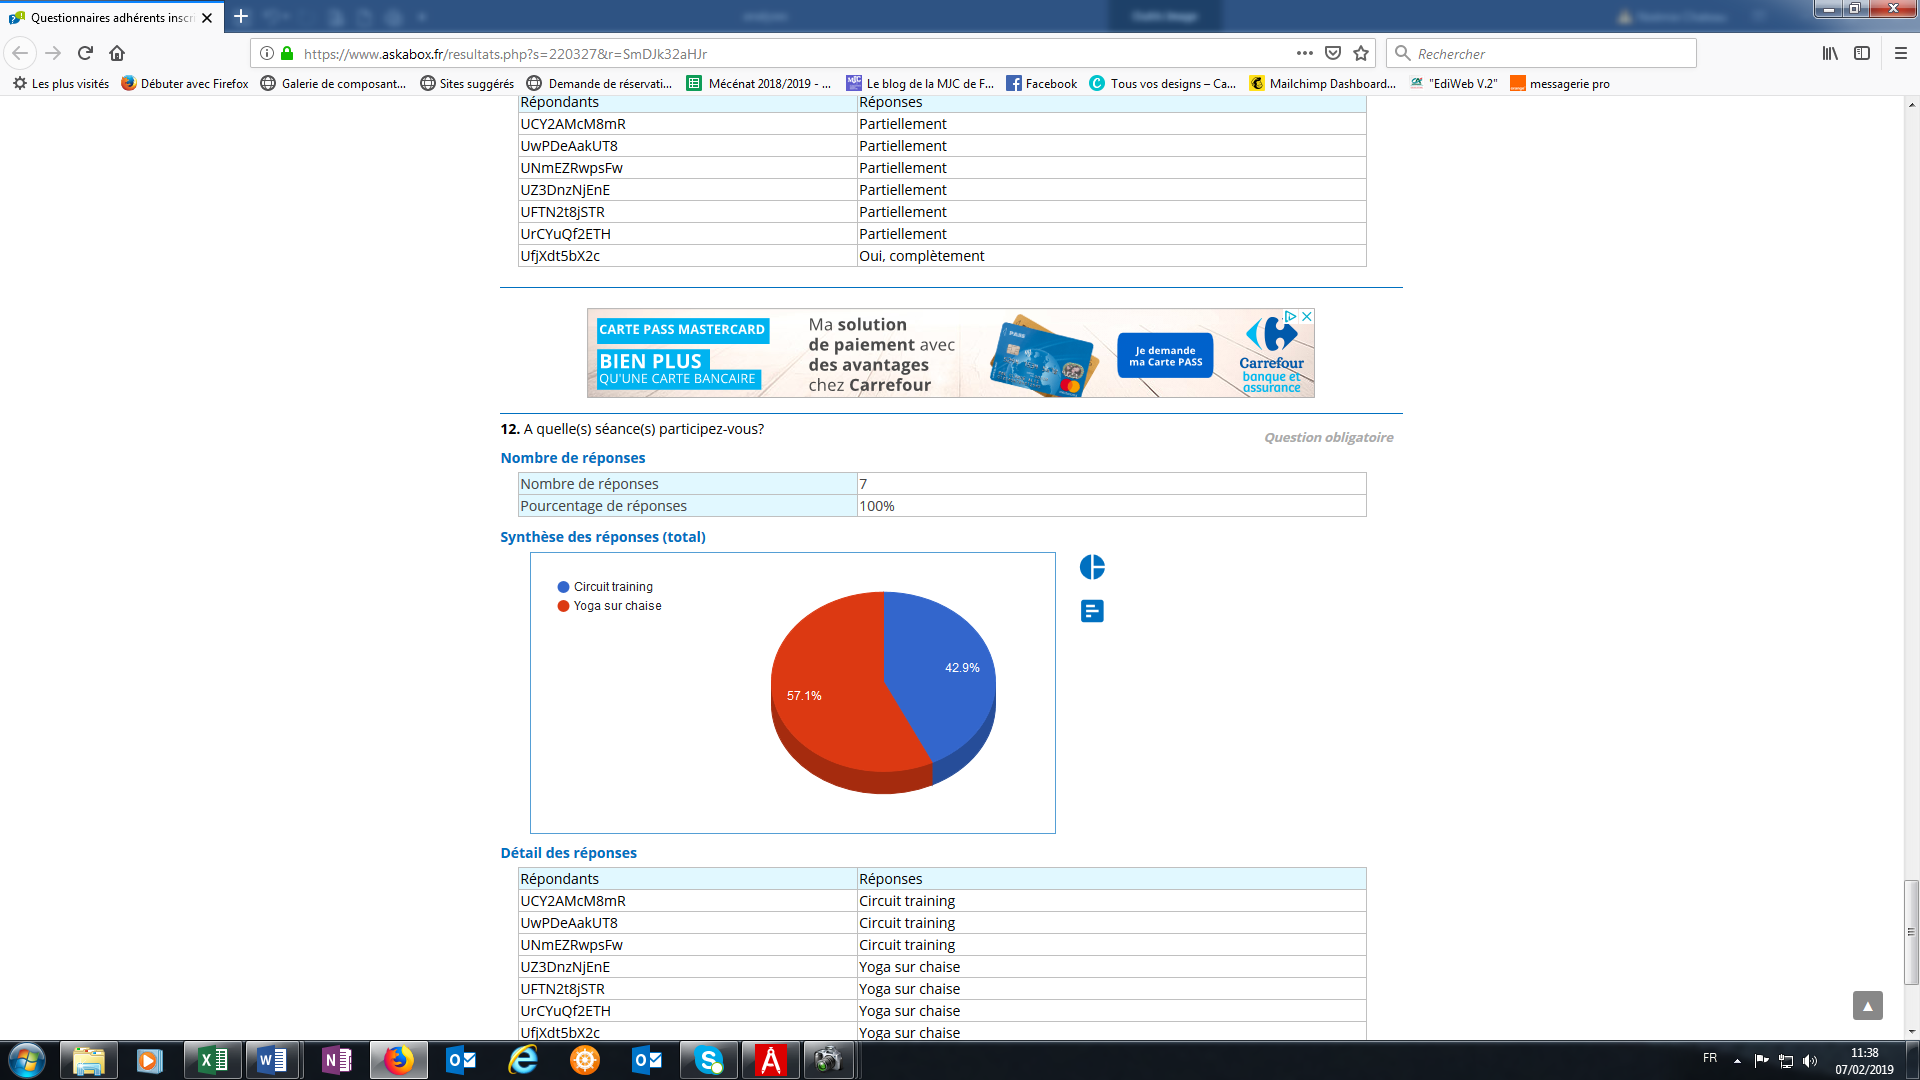 Questionnaires adhérents inscri
https://www.askabox.fr/resultats.php?s=220327&r=SmDJk32aHJr
Rechercher
Les plus visités
Débuter avec Firefox
Galerie de composant...
Sites suggérés
Demande de réservati...
Mécénat 2018/2019 - ...
Le blog de la MJC de F...
Facebook
Tous vos designs – Ca...
Mailchimp Dashboard...
"EdiWeb V.2"
messagerie pro
Répondants Réponses
UCY2AMcM8mR Partiellement
UwPDeAakUT8 Partiellement
UNmEZRwpsFw Partiellement
UZ3DnzNjEnE Partiellement
UFTN2t8jSTR Partiellement
UrCYuQf2ETH Partiellement
UfjXdt5bX2c Oui, complètement
CARTE PASS MASTERCARD
BIEN PLUS
QU'UNE CARTE BANCAIRE
Ma solution
de paiement avec
des avantages
chez Carrefour
PASS
Je demande
ma Carte PASS
Carrefour
banque et
assurance
12. A quelle(s) séance(s) participez-vous?
Question obligatoire
Nombre de réponses
Nombre de réponses 7
Pourcentage de réponses 100%
Synthèse des réponses (total)
Circuit training
Yoga sur chaise
42.9%
57.1%
Détail des réponses
Répondants Réponses
UCY2AMcM8mR Circuit training
UwPDeAakUT8 Circuit training
UNmEZRwpsFw Circuit training
UZ3DnzNjEnE Yoga sur chaise
UFTN2t8jSTR Yoga sur chaise
UrCYuQf2ETH Yoga sur chaise
UfjXdt5bX2c Yoga sur chaise
FR
11:38
07/02/2019